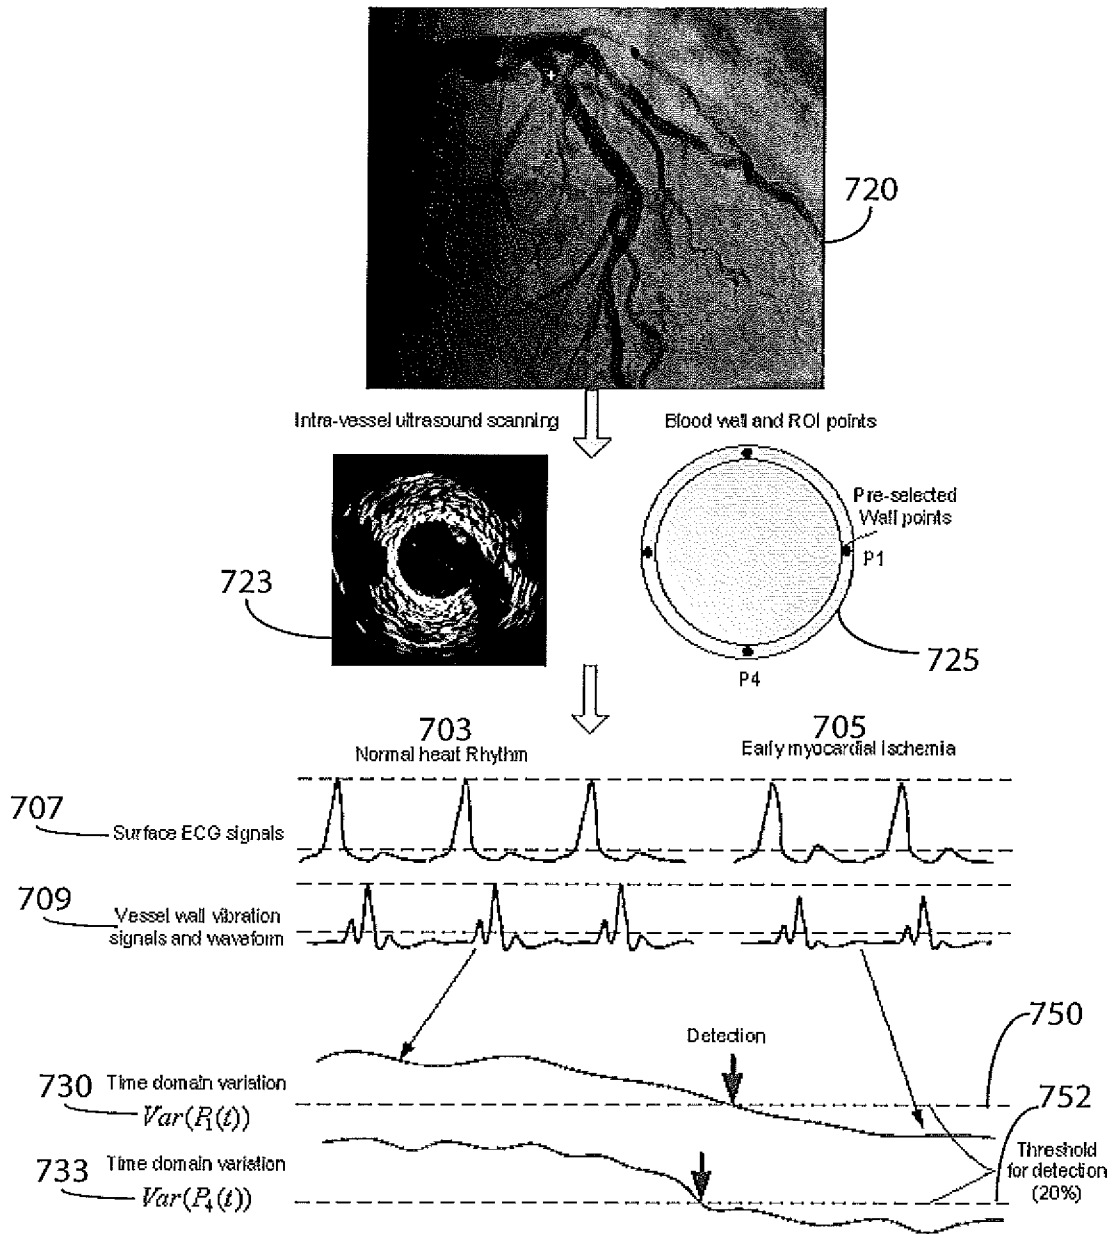 720
Intra-vessel ultrasound scanning
Blood wall and ROI points
Pre-selected
Wall points
P1
723
725
P4
703
Normal heart Rhythm
705
Early myocardial Ischemia
707
Surface ECG signals
709
Vessel wall vibration
signals and waveform
Detection
750
730
Time domain variation
Var(P₁(t))
752
733
Time domain variation
Var(P₄(t))
Threshold
for detection
(20%)